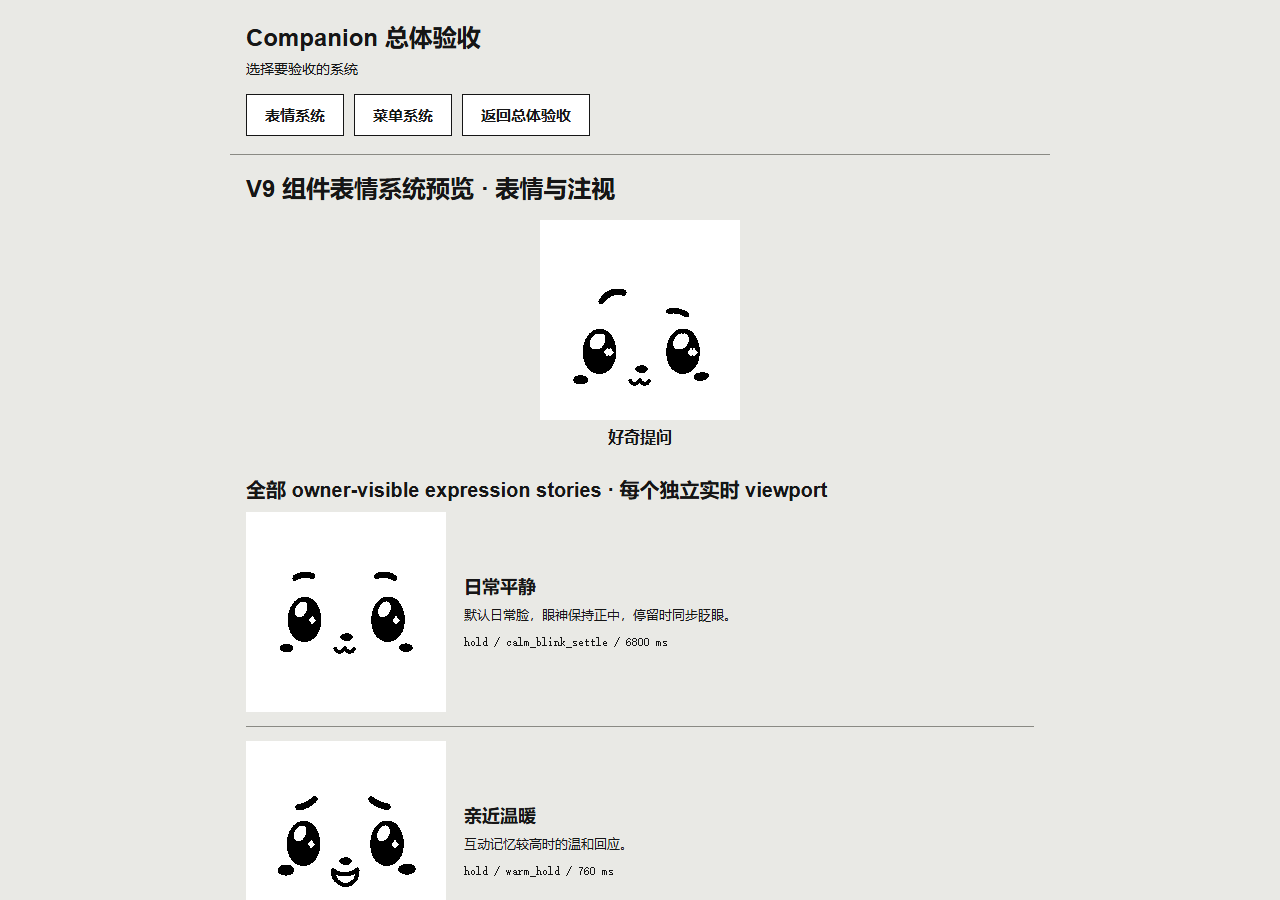 Companion 总体验收
选择要验收的系统
表情系统 菜单系统 返回总体验收
V9 组件表情系统预览 · 表情与注视
好奇提问
全部 owner-visible expression stories · 每个独立实时 viewport
日常平静
默认日常脸，眼神保持正中，停留时同步眨眼。
hold / calm_blink_settle / 6800 ms
亲近温暖
互动记忆较高时的温和回应。
hold / warm_hold / 760 ms